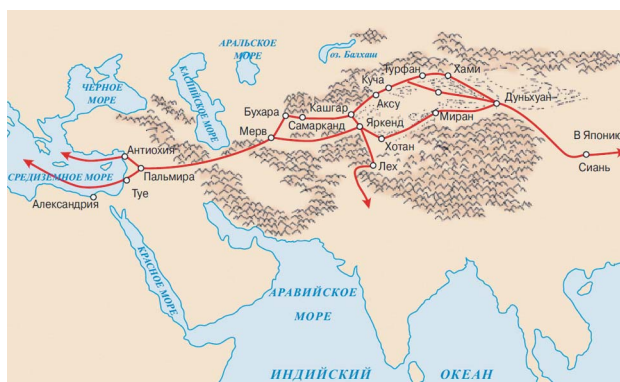 АРАЛЬСКОЕ
МОРЕ
оз. Балхаш
ЧЕРНОЕ
МОРЕ
КАСПИЙСКОЕ
МОРЕ
Турфан
Хами
Куча
Аксу
Дуньхуан
Кашгар
Бухара
Самарканд
Яркенд
Миран
Мерв
Хотан
В Японию
Сиань
Антиохия
Лех
Пальмира
СРЕДИЗЕМНОЕ МОРЕ
Туе
Александрия
КРАСНОЕ МОРЕ
АРАВИЙСКОЕ
МОРЕ
ИНДИЙСКИЙ ОКЕАН